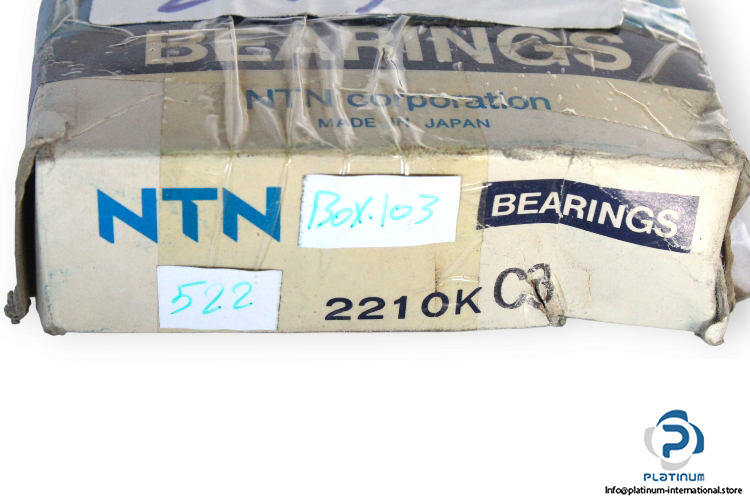 BEARINGS
NTN corporation
MADE IN JAPAN
NTN BOX.103 BEARINGS
522 2210K C3
PLATINUM
Info@platinum-international.store